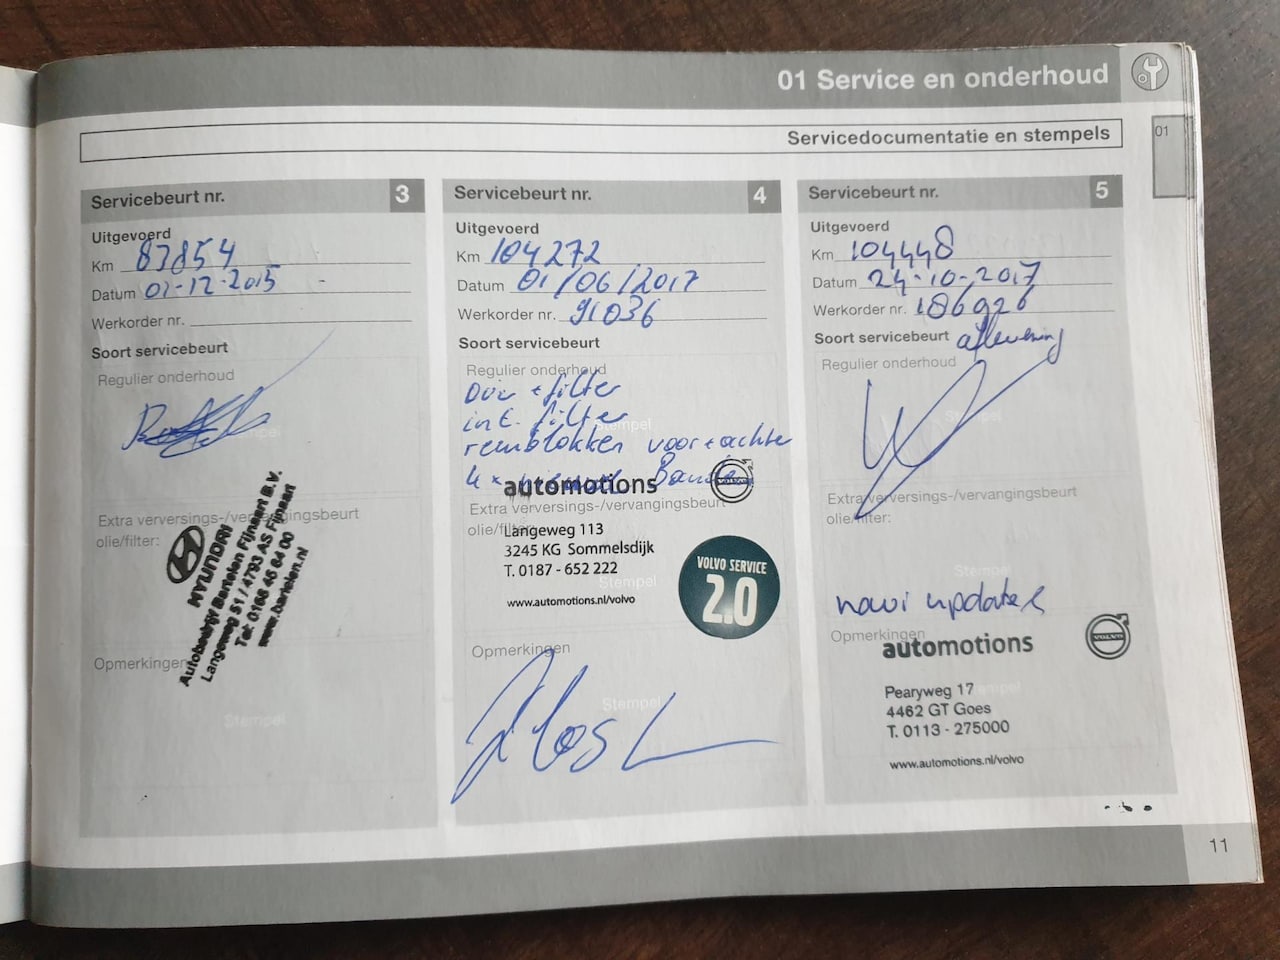 01 Service en onderhoud
Servicedocumentatie en stempels
01
Servicebeurt nr. 3
Uitgevoerd
Km 87854
Datum 01-12-2015
Werkorder nr.
Soort servicebeurt
Regulier onderhoud
Stempel
Extra verversings-/vervangingsbeurt
olie/filter:
HYUNDAI
Autobedrijf Bartelen Fijnaart B.V.
Langeweg 51 / 4793 AS Fijnaart
Tel: 0168 46 64 00
www.bartelen.nl
Opmerkingen
Stempel
Servicebeurt nr. 4
Uitgevoerd
Km 104272
Datum 01/06/2017
Werkorder nr. 91036
Soort servicebeurt
Regulier onderhoud
+ filter
int. filter
Stempel
remblokken voor + achter
4x Banden
automotions
VOLVO
Extra verversings-/vervangingsbeurt
olie/filter:
Langeweg 113
3245 KG Sommelsdijk
T. 0187 - 652 222
Stempel
www.automotions.nl/volvo
VOLVO SERVICE
2.0
Opmerkingen
Stempel
Servicebeurt nr. 5
Uitgevoerd
Km 104448
Datum 24-10-2017
Werkorder nr. 186926
Soort servicebeurt aflevering
Regulier onderhoud
Stempel
Extra verversings-/vervangingsbeurt
olie/filter:
Stempel
navi updates
Opmerkingen
automotions
VOLVO
Pearyweg 17
Stempel
4462 GT Goes
T. 0113 - 275000
www.automotions.nl/volvo
11